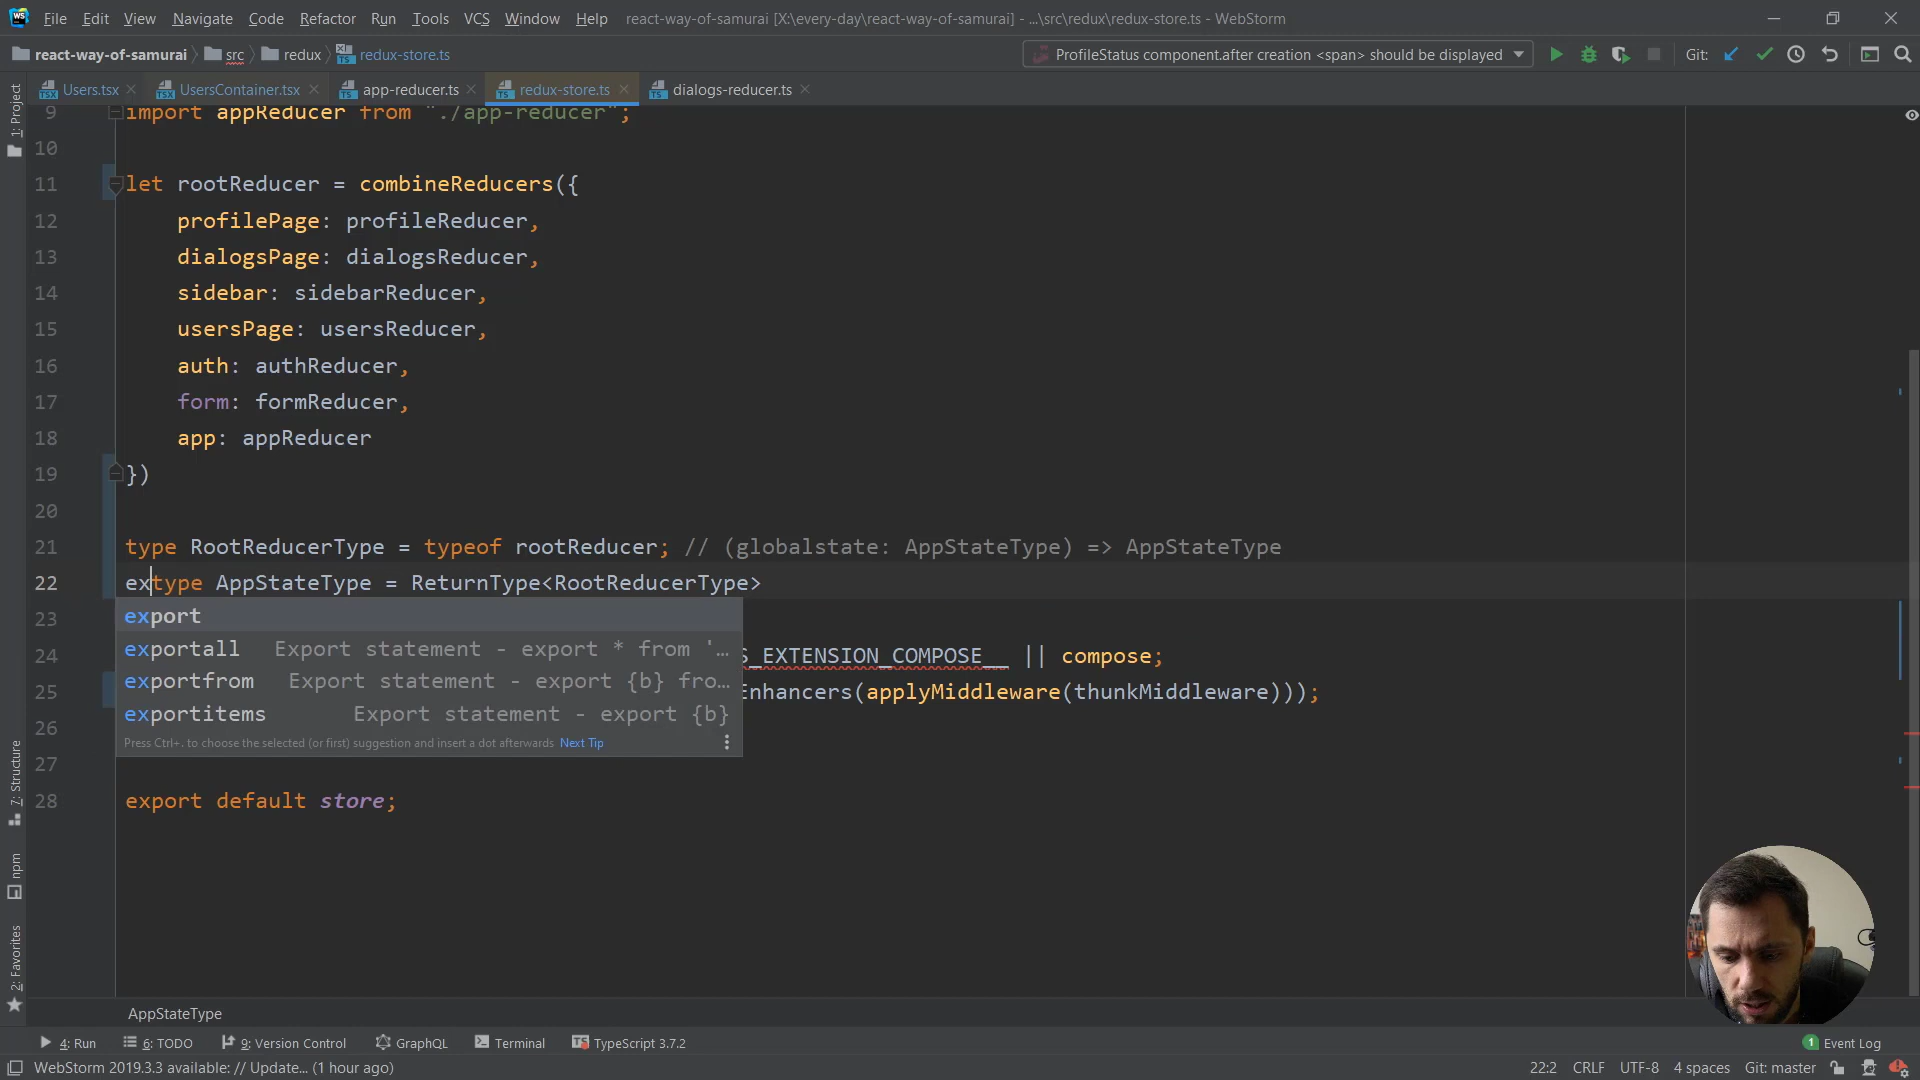 File Edit View Navigate Code Refactor Run Tools VCS Window Help react-way-of-samurai [X:\every-day\react-way-of-samurai] - ...\src\redux\redux-store.ts - WebStorm
react-way-of-samurai src redux redux-store.ts ProfileStatus component.after creation <span> should be displayed Git:
Users.tsx UsersContainer.tsx app-reducer.ts redux-store.ts dialogs-reducer.ts
1: Project
9 import appReducer from "./app-reducer";
10
11 let rootReducer = combineReducers({
12 profilePage: profileReducer,
13 dialogsPage: dialogsReducer,
14 sidebar: sidebarReducer,
15 usersPage: usersReducer,
16 auth: authReducer,
17 form: formReducer,
18 app: appReducer
19 })
20
21 type RootReducerType = typeof rootReducer; // (globalstate: AppStateType) => AppStateType
22 extype AppStateType = ReturnType<RootReducerType>
23
export
exportall Export statement - export * from '...
24 S_EXTENSION_COMPOSE__ || compose;
exportfrom Export statement - export {b} fro...
25 Enhancers(applyMiddleware(thunkMiddleware)));
exportitems Export statement - export {b}
26
Press Ctrl+. to choose the selected (or first) suggestion and insert a dot afterwards Next Tip
27
28 export default store;
7: Structure
npm
2: Favorites
AppStateType
4: Run 6: TODO 9: Version Control GraphQL Terminal TypeScript 3.7.2 1 Event Log
WebStorm 2019.3.3 available: // Update... (1 hour ago) 22:2 CRLF UTF-8 4 spaces Git: master